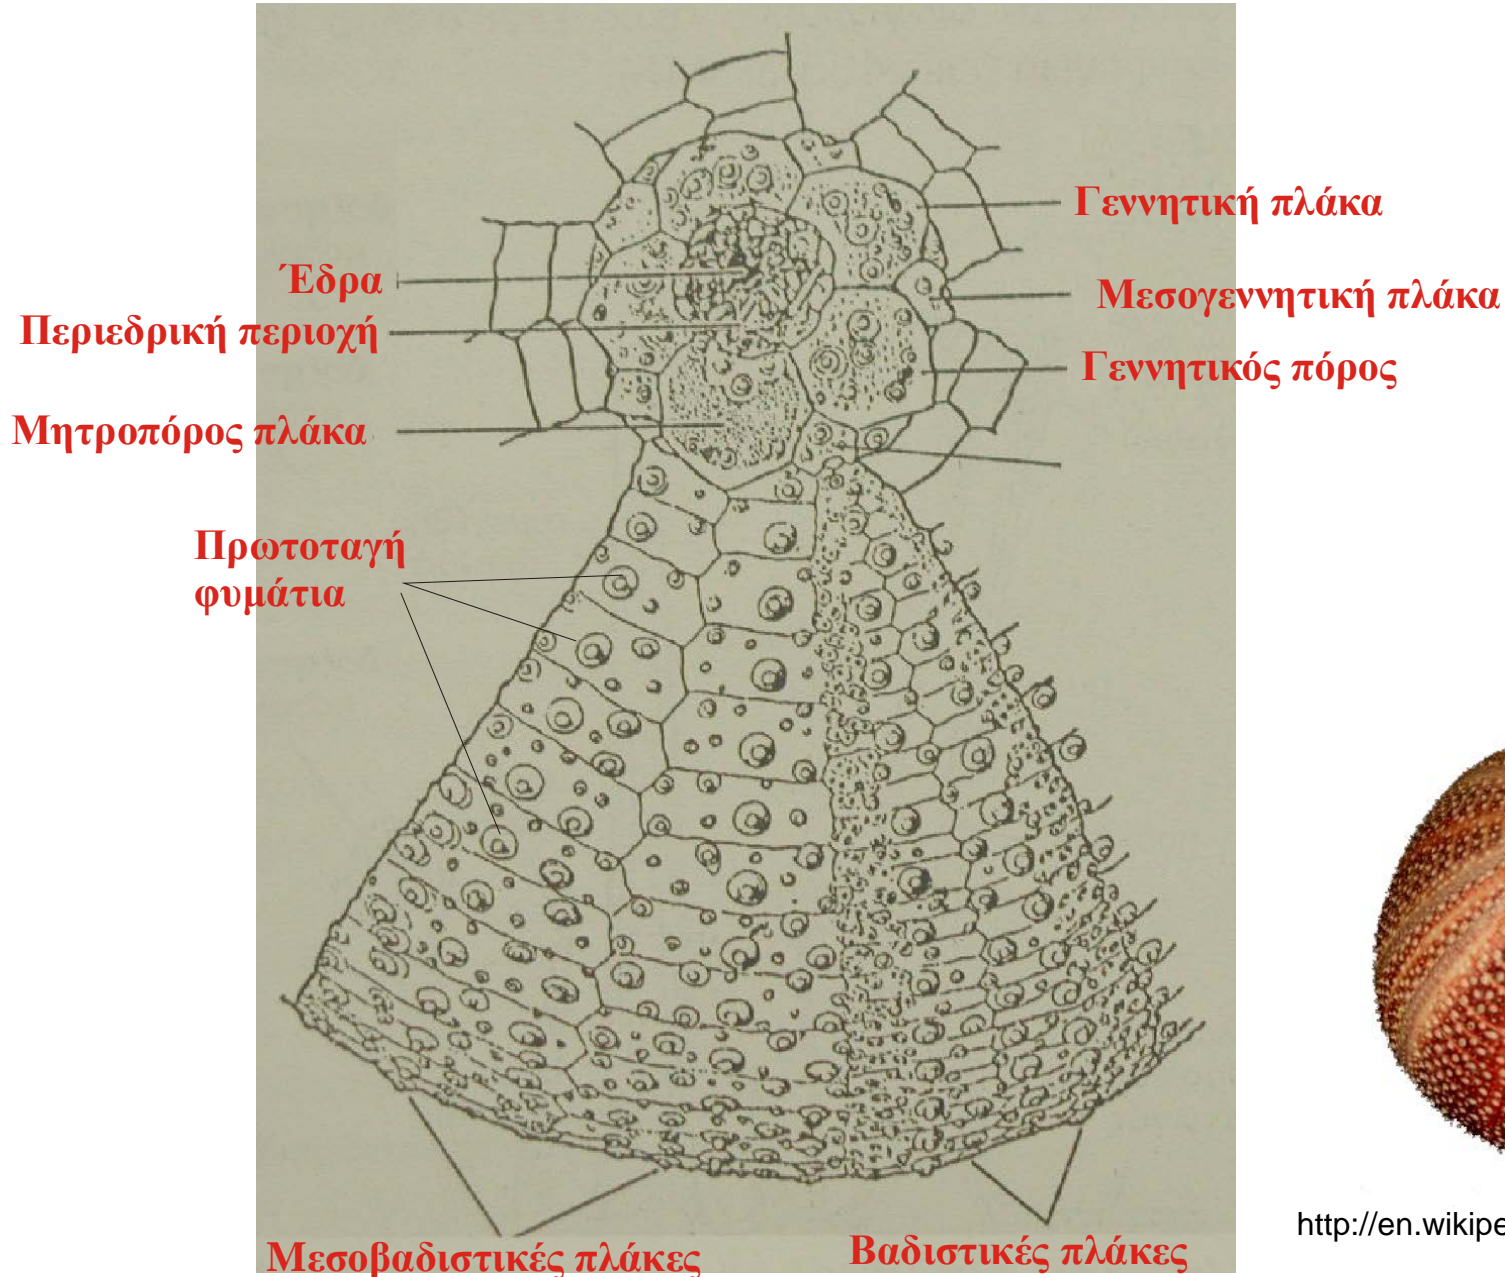 Γεννητική πλάκα
Έδρα
Μεσογεννητική πλάκα
Περιεδρική περιοχή
Γεννητικός πόρος
Μητροπόρος πλάκα
Πρωτοταγή
φυμάτια
http://en.wikipe
Μεσοβαδιστικές πλάκες
Βαδιστικές πλάκες